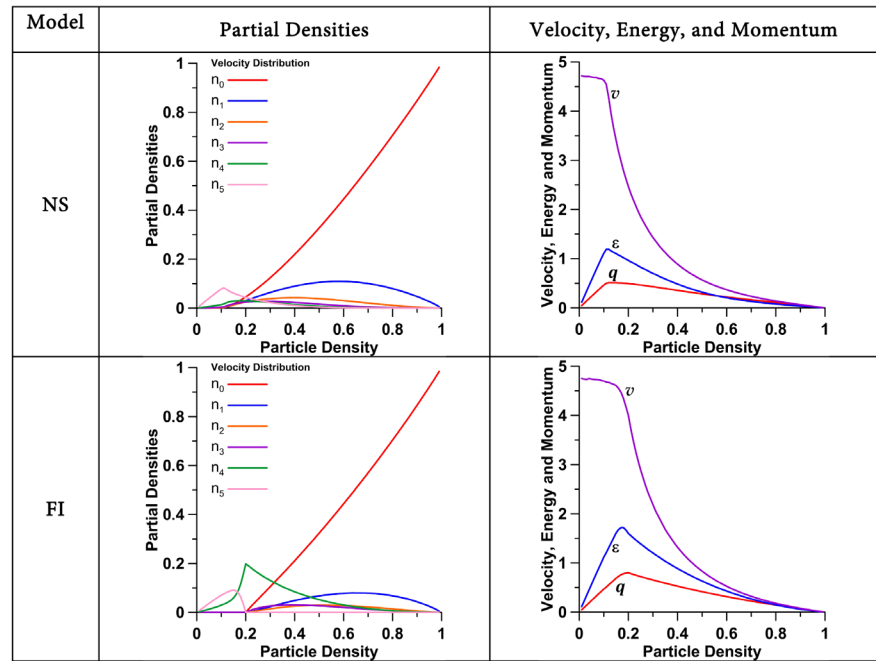 Model Partial Densities Velocity, Energy, and Momentum
NS
Velocity Distribution
n₀
n₁
n₂
n₃
n₄
n₅
Partial Densities
1
0.8
0.6
0.4
0.2
0
0 0.2 0.4 0.6 0.8 1
Particle Density
Velocity, Energy and Momentum
5
4
3
2
1
0
v
ε
q
0 0.2 0.4 0.6 0.8 1
Particle Density
FI
Velocity Distribution
n₀
n₁
n₂
n₃
n₄
n₅
Partial Densities
1
0.8
0.6
0.4
0.2
0
0 0.2 0.4 0.6 0.8 1
Particle Density
Velocity, Energy and Momentum
5
4
3
2
1
0
v
ε
q
0 0.2 0.4 0.6 0.8 1
Particle Density